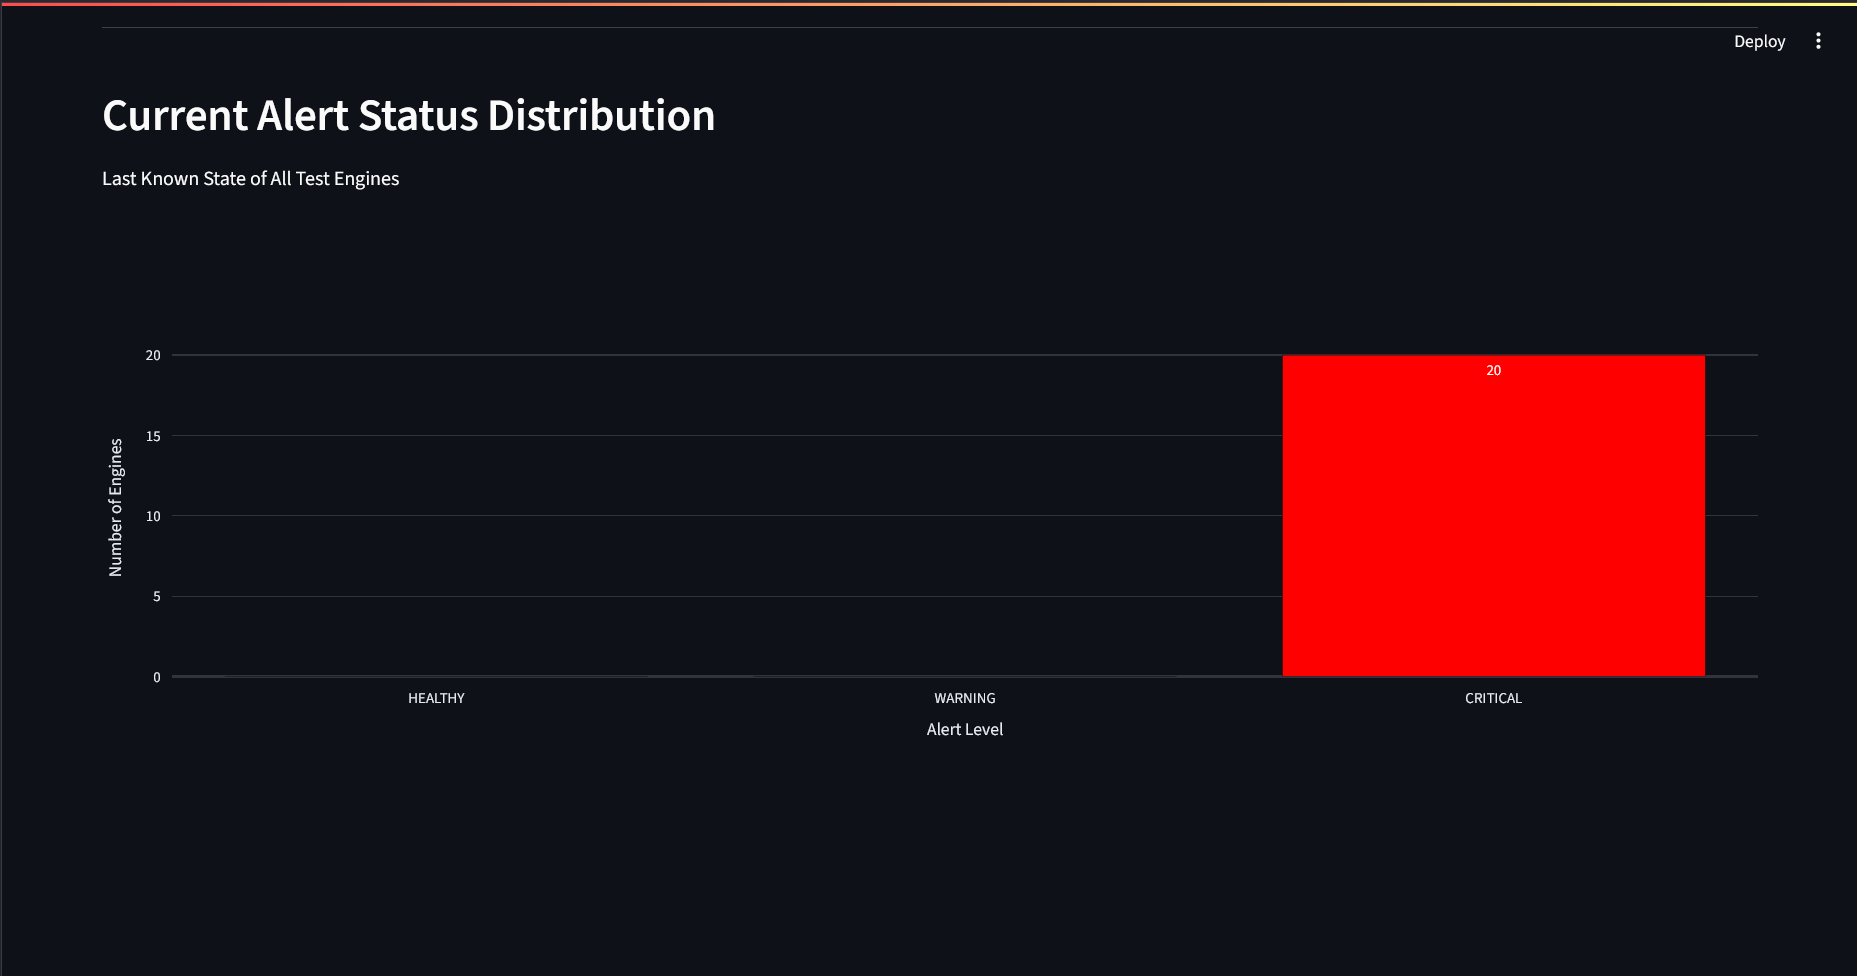 Deploy
Current Alert Status Distribution
Last Known State of All Test Engines
20
20
15
Number of Engines
10
5
0
HEALTHY
WARNING
CRITICAL
Alert Level